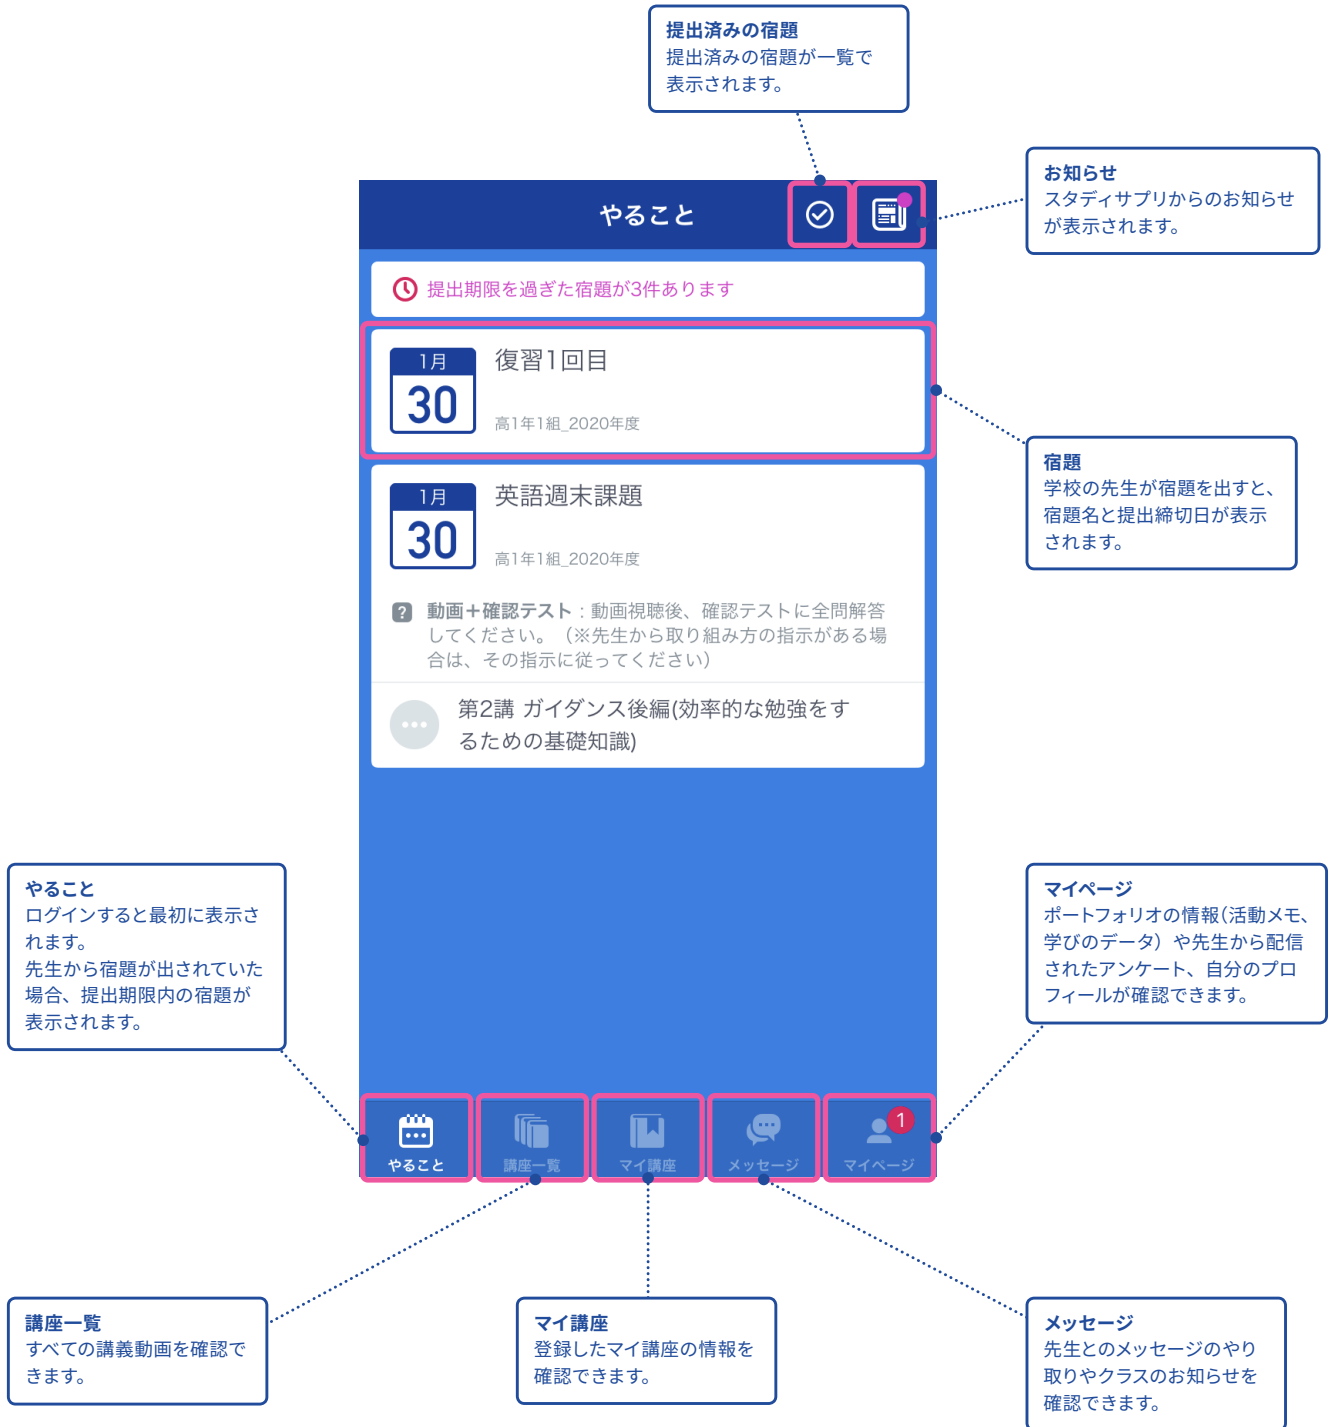 提出済みの宿題
提出済みの宿題が一覧で
表示されます。
お知らせ
スタディサプリからのお知らせ
が表示されます。
やること
提出期限を過ぎた宿題が3件あります
1月
30
復習1回目
高1年1組_2020年度
宿題
学校の先生が宿題を出すと、
宿題名と提出締切日が表示
されます。
1月
30
英語週末課題
高1年1組_2020年度
? 動画＋確認テスト：動画視聴後、確認テストに全問解答
してください。（※先生から取り組み方の指示がある場
合は、その指示に従ってください）
第2講 ガイダンス後編(効率的な勉強をす
るための基礎知識)
やること
ログインすると最初に表示さ
れます。
先生から宿題が出されていた
場合、提出期限内の宿題が
表示されます。
マイページ
ポートフォリオの情報（活動メモ、
学びのデータ）や先生から配信
されたアンケート、自分のプロ
フィールが確認できます。
1
やること
講座一覧
マイ講座
メッセージ
マイページ
講座一覧
すべての講義動画を確認で
きます。
マイ講座
登録したマイ講座の情報を
確認できます。
メッセージ
先生とのメッセージのやり
取りやクラスのお知らせを
確認できます。